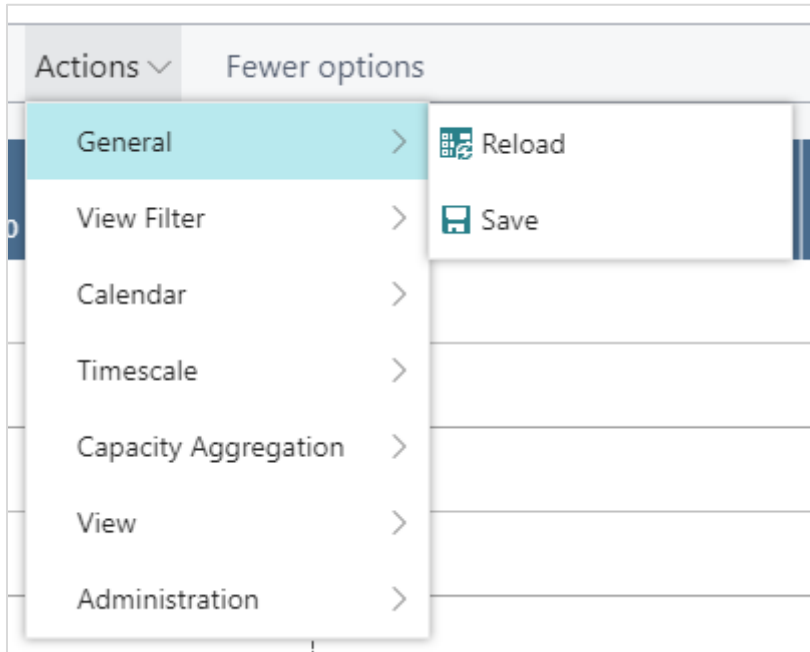 Actions Fewer options
General
Reload
View Filter
Save
Calendar
Timescale
Capacity Aggregation
View
Administration